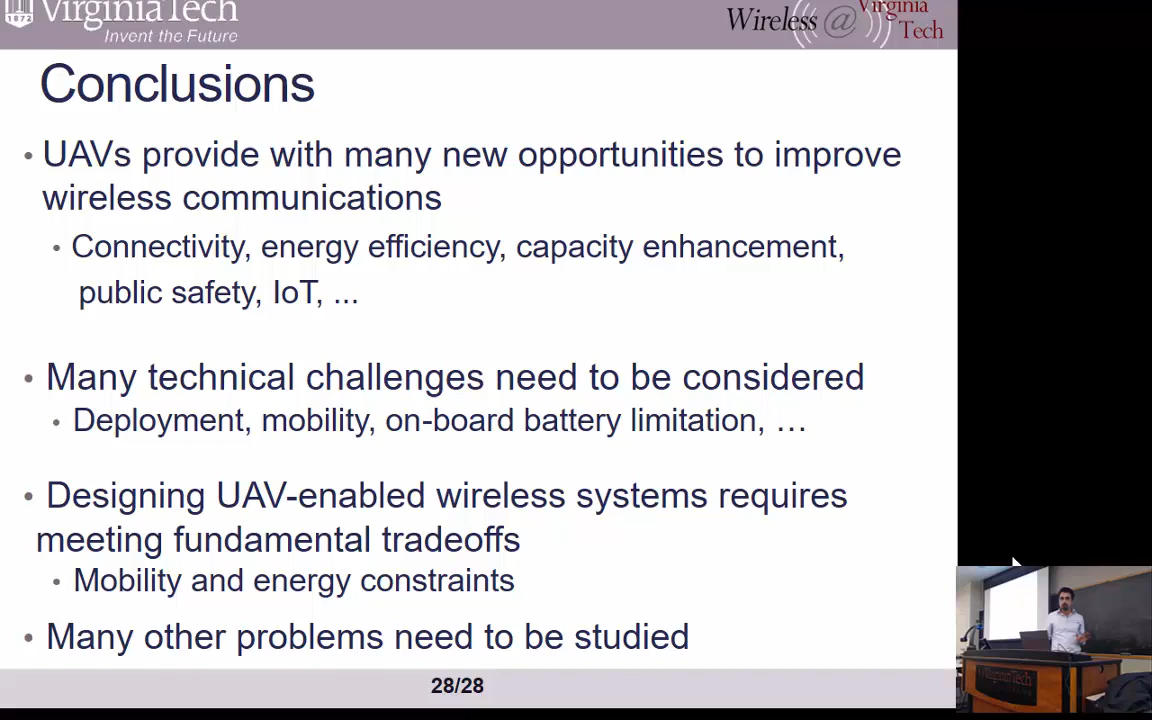 VirginiaTech
1872
Invent the Future
Wireless @ Virginia Tech
Conclusions
• UAVs provide with many new opportunities to improve
wireless communications
• Connectivity, energy efficiency, capacity enhancement,
public safety, IoT, ...
• Many technical challenges need to be considered
• Deployment, mobility, on-board battery limitation, …
• Designing UAV-enabled wireless systems requires
meeting fundamental tradeoffs
• Mobility and energy constraints
• Many other problems need to be studied
28/28
VirginiaTech